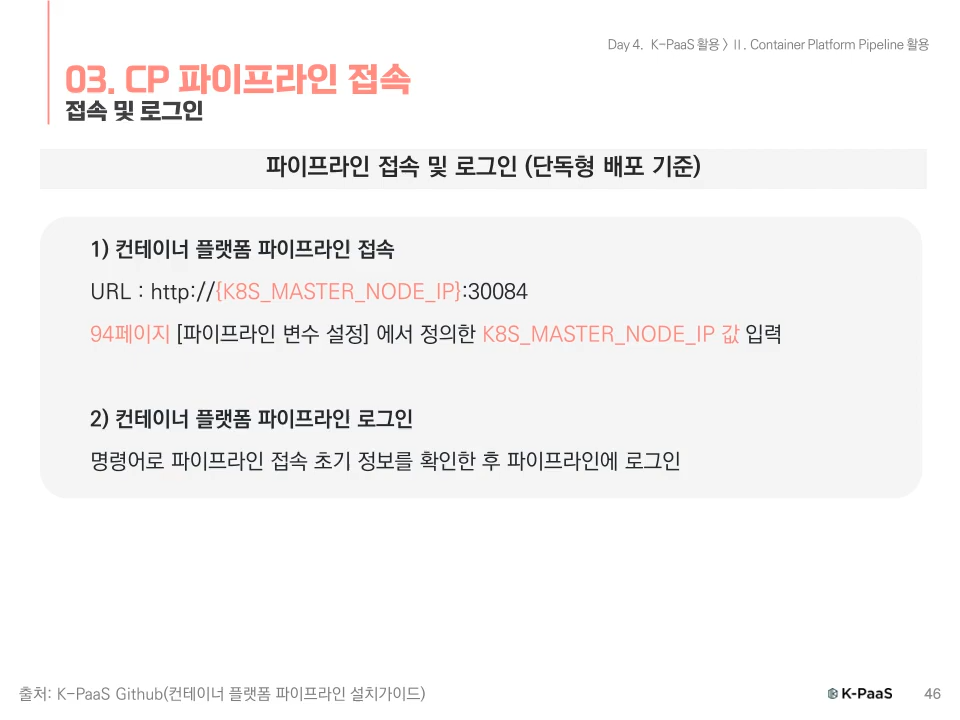 Day 4. K-PaaS 활용 > Ⅱ. Container Platform Pipeline 활용
03. CP 파이프라인 접속
접속 및 로그인
파이프라인 접속 및 로그인 (단독형 배포 기준)
1) 컨테이너 플랫폼 파이프라인 접속
URL : http://{K8S_MASTER_NODE_IP}:30084
94페이지 [파이프라인 변수 설정] 에서 정의한 K8S_MASTER_NODE_IP 값 입력
2) 컨테이너 플랫폼 파이프라인 로그인
명령어로 파이프라인 접속 초기 정보를 확인한 후 파이프라인에 로그인
출처: K-PaaS Github(컨테이너 플랫폼 파이프라인 설치가이드)
K-PaaS 46